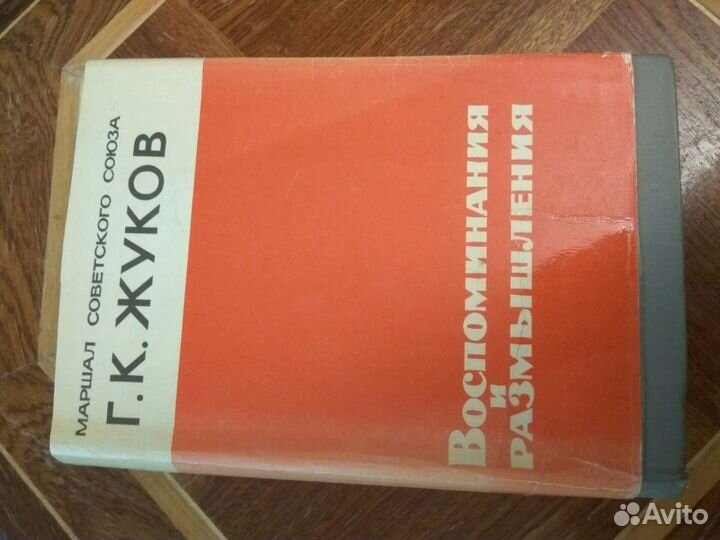 МАРШАЛ СОВЕТСКОГО СОЮЗА
Г.К.ЖУКОВ
ВОСПОМИНАНИЯ
И
РАЗМЫШЛЕНИЯ
Avito